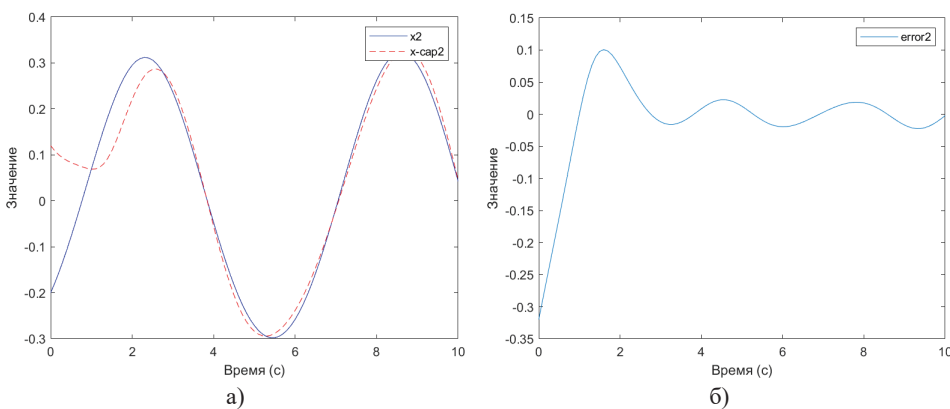 0.4
0.3
0.2
0.1
0
-0.1
-0.2
-0.3
Значение
0 2 4 6 8 10
Время (с)
x2
x-cap2
а)
0.15
0.1
0.05
0
-0.05
-0.1
-0.15
-0.2
-0.25
-0.3
-0.35
Значение
0 2 4 6 8 10
Время (с)
error2
б)